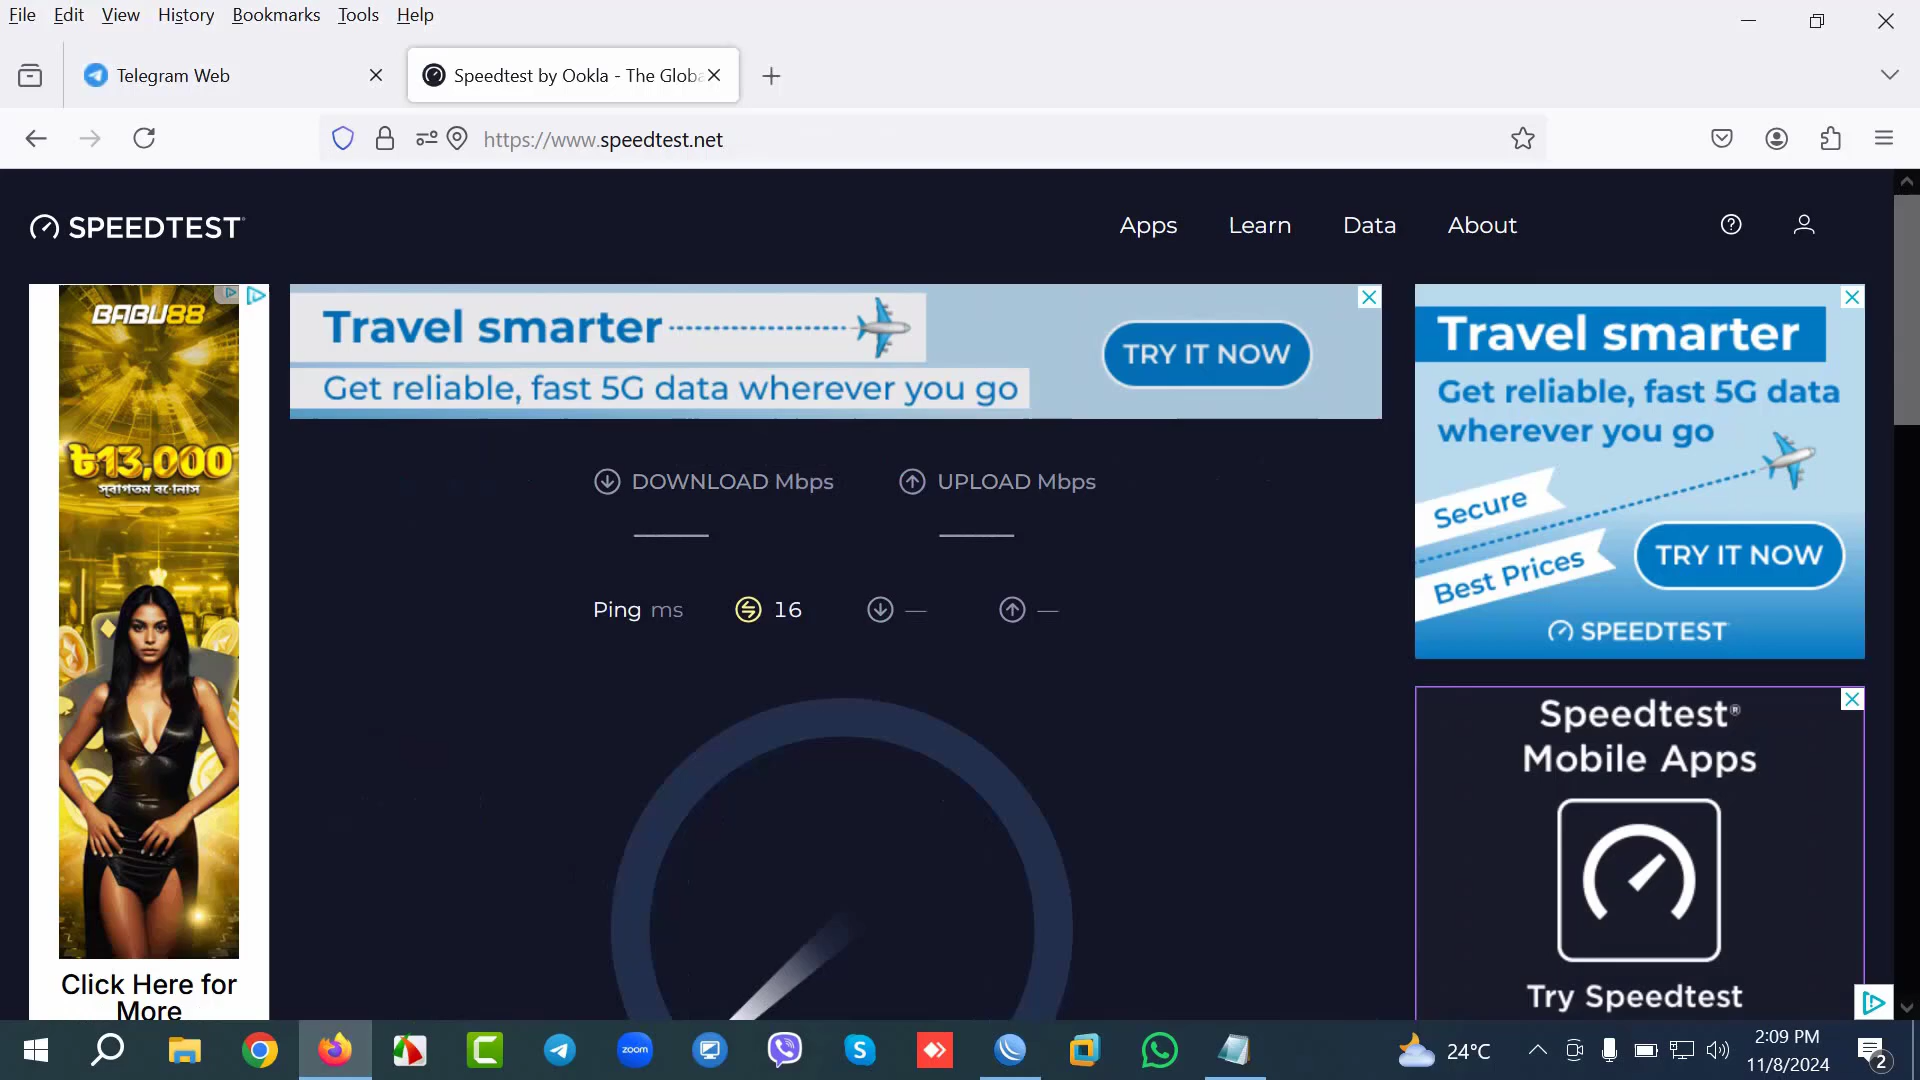 File Edit View History Bookmarks Tools Help
Telegram Web
Speedtest by Ookla - The Globa
https://www.speedtest.net
SPEEDTEST
Apps Learn Data About
BABU88
৳13,000
স্বাগতম বোনাস
Click Here for
More
Travel smarter
Get reliable, fast 5G data wherever you go
TRY IT NOW
DOWNLOAD Mbps UPLOAD Mbps
Ping ms 16 — —
Travel smarter
Get reliable, fast 5G data
wherever you go
Secure
Best Prices
TRY IT NOW
SPEEDTEST
Speedtest®
Mobile Apps
Try Speedtest
zoom
24°C
2:09 PM
11/8/2024
2